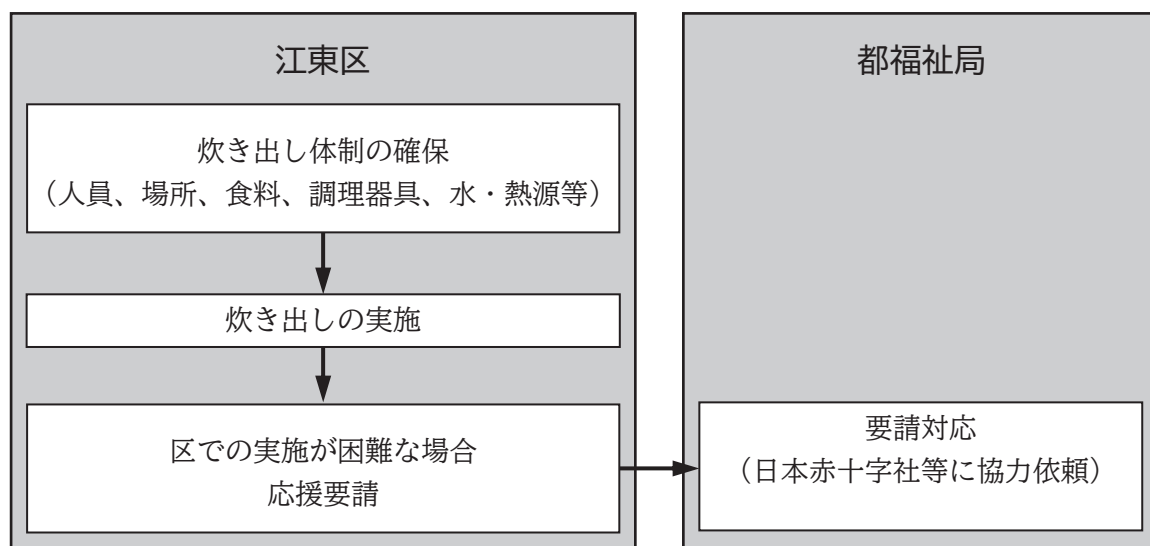 江東区
炊き出し体制の確保
（人員、場所、食料、調理器具、水・熱源等）
炊き出しの実施
区での実施が困難な場合
応援要請
都福祉局
要請対応
（日本赤十字社等に協力依頼）